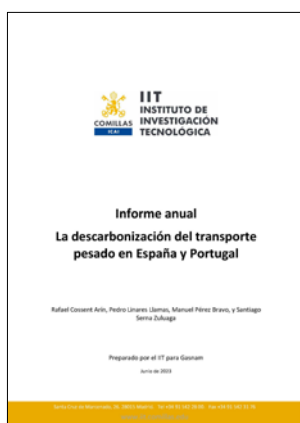 IIT
INSTITUTO DE
INVESTIGACIÓN
TECNOLÓGICA
COMILLAS
ICAI
Informe anual
La descarbonización del transporte
pesado en España y Portugal
Rafael Cossent Arín, Pedro Linares Llamas, Manuel Pérez Bravo, y Santiago
Serna Zuluaga
Preparado por el IIT para Gasnam
Junio de 2023